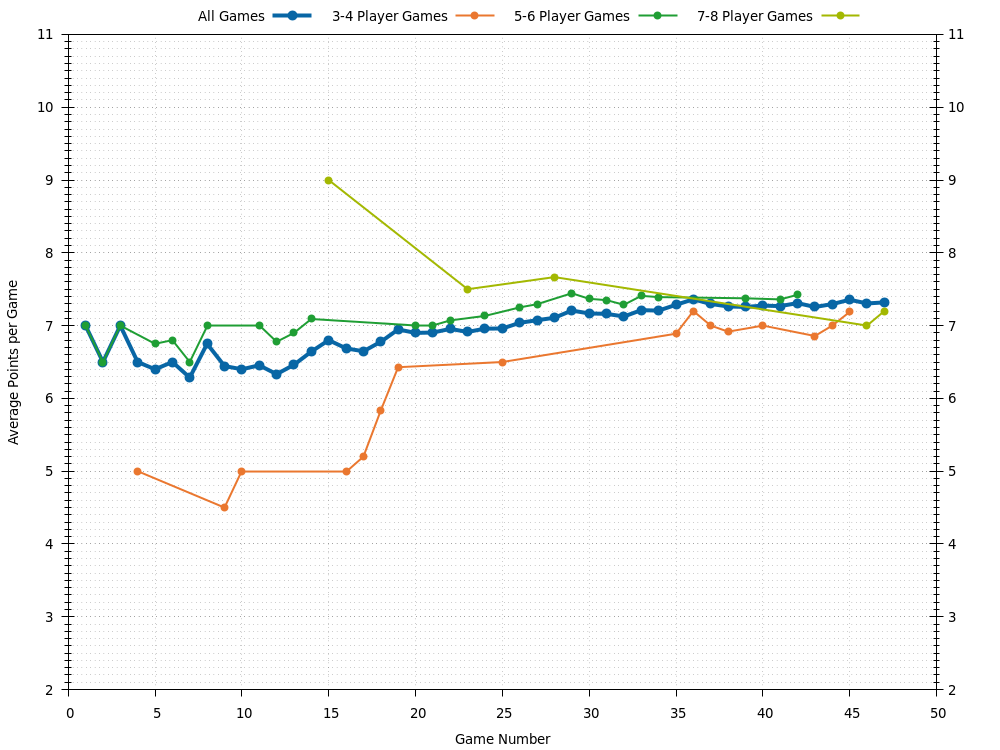 All Games 3-4 Player Games 5-6 Player Games 7-8 Player Games
11 11
10 10
9 9
8 8
7 7
6 6
5 5
4 4
3 3
2 2
Average Points per Game
0 5 10 15 20 25 30 35 40 45 50
Game Number